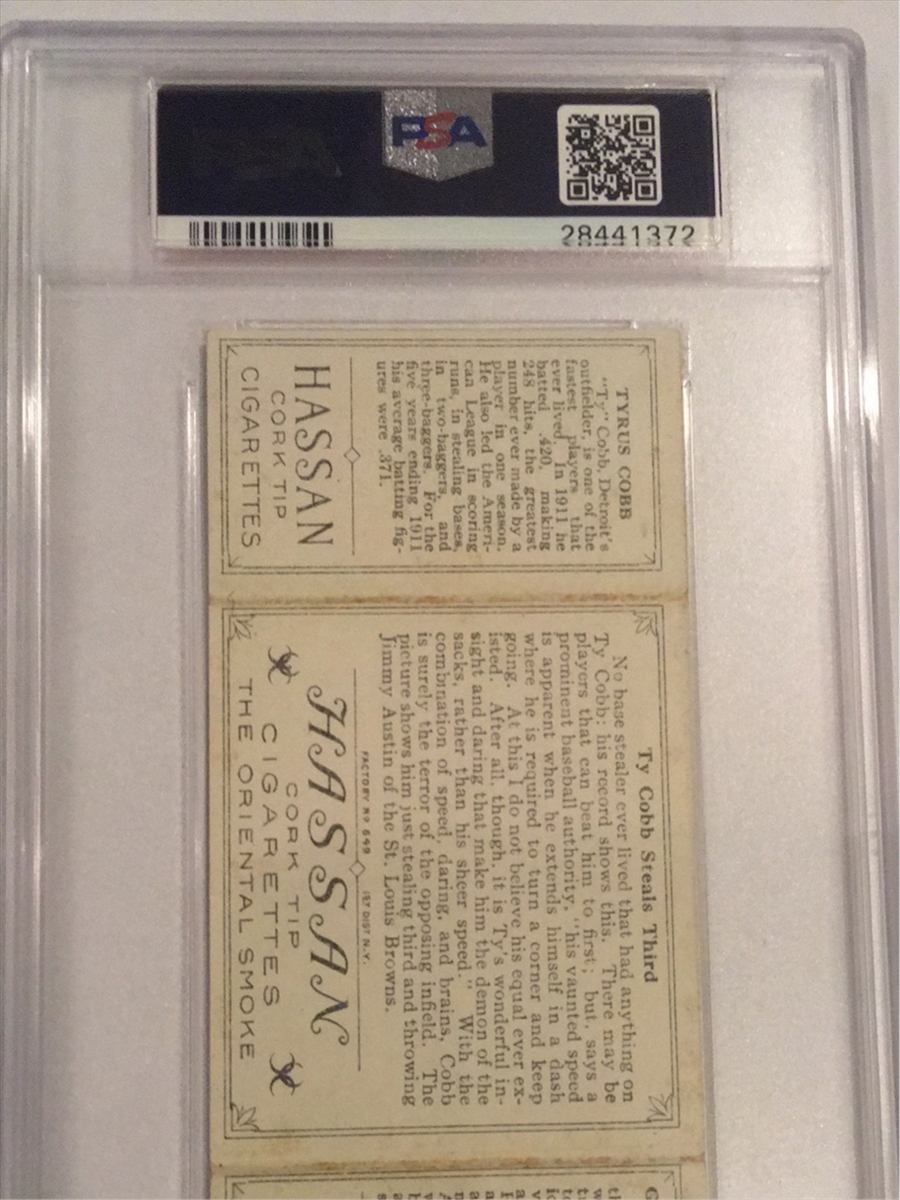 PSA
28441372
TYRUS COBB
"Ty" Cobb, Detroit's
outfielder, is one of the
fastest players that
ever lived. In 1911 he
batted .420, making
248 hits, the greatest
number ever made by a
player in one season.
He also led the Ameri-
can League in scoring
runs, in stealing bases,
in two-baggers, and
three-baggers. For the
five years ending 1911
his average batting fig-
ures were .371.
HASSAN
CORK TIP
CIGARETTES
Ty Cobb Steals Third
No base stealer ever lived that had anything on
Ty Cobb; his record shows this. There may be
players that can beat him to first; but, says a
prominent baseball authority, "his vaunted speed
is apparent when he extends himself in a dash
where he is required to turn a corner and keep
going. At this I do not believe his equal ever ex-
isted. After all, though, it is Ty's wonderful in-
sight and daring that make him the demon of the
sacks, rather than his sheer speed." With the
combination of speed, daring, and brains, Cobb
is surely the terror of the opposing infield. The
picture shows him just stealing third and throwing
Jimmy Austin of the St. Louis Browns.
FACTORY Nº 649 1ST DIST N.Y.
HASSAN
CORK TIP
CIGARETTES
THE ORIENTAL SMOKE